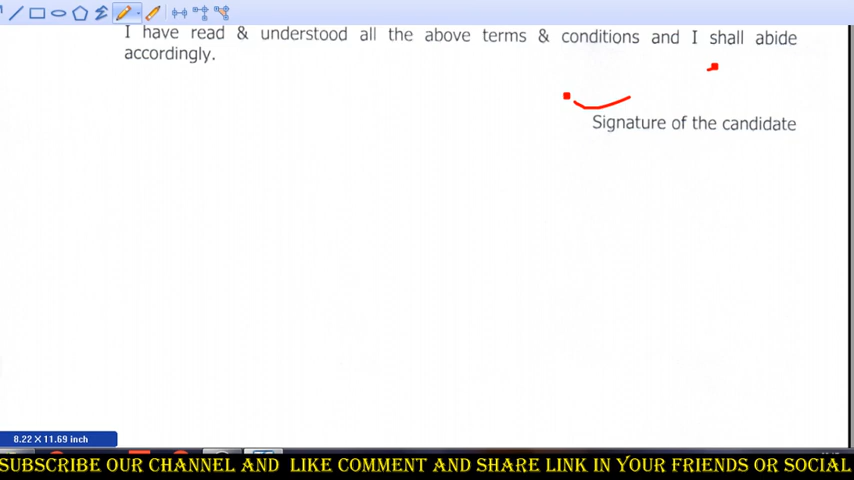 I have read & understood all the above terms & conditions and I shall abide
accordingly.
Signature of the candidate
8.22 X 11.69 inch
SUBSCRIBE OUR CHANNEL AND LIKE COMMENT AND SHARE LINK IN YOUR FRIENDS OR SOCIAL